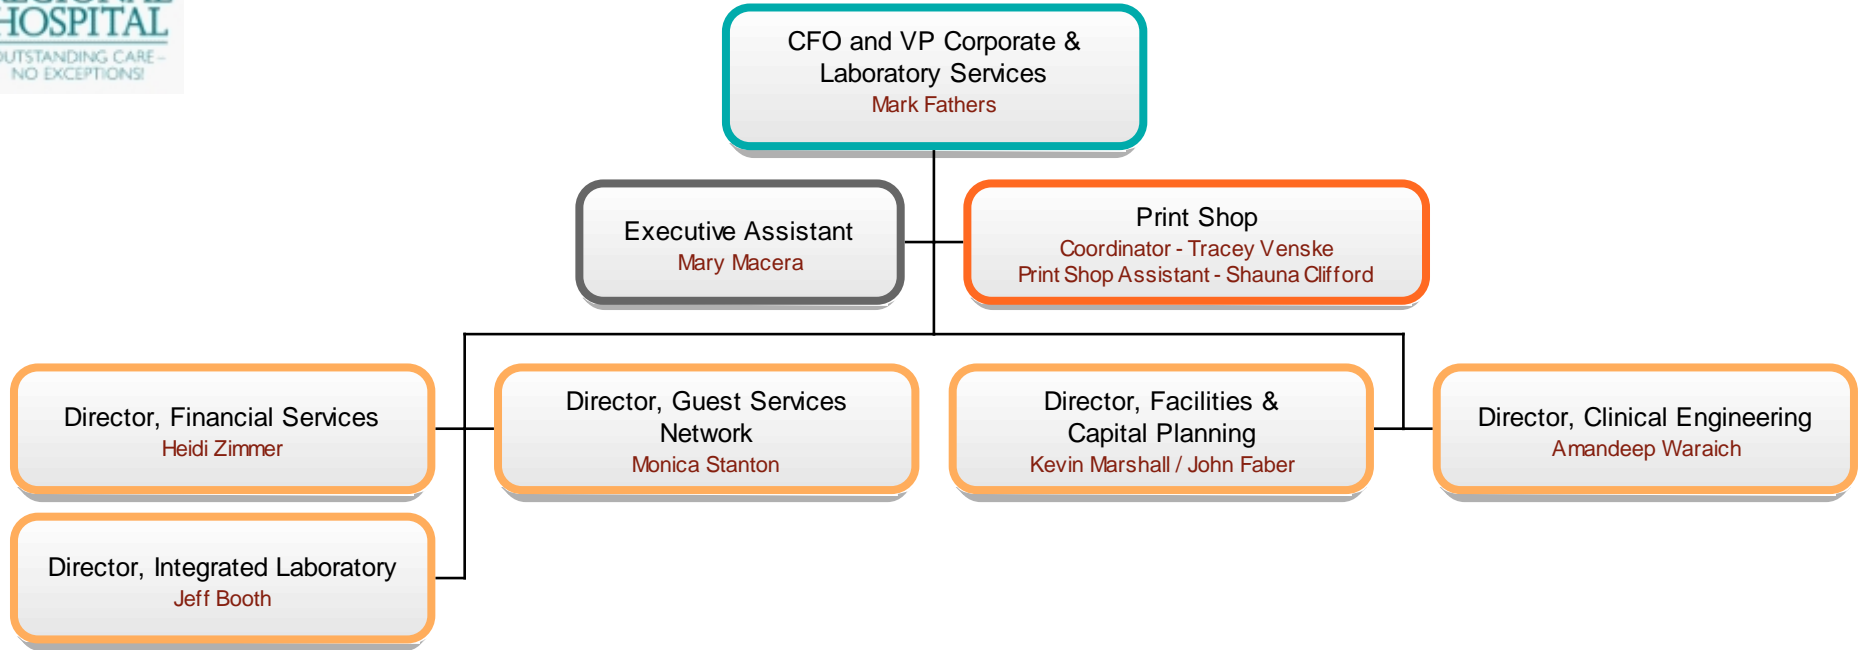 HOSPITAL
OUTSTANDING CARE –
NO EXCEPTIONS!
CFO and VP Corporate &
Laboratory Services
Mark Fathers
Executive Assistant
Mary Macera
Print Shop
Coordinator - Tracey Venske
Print Shop Assistant - Shauna Clifford
Director, Financial Services
Heidi Zimmer
Director, Guest Services
Network
Monica Stanton
Director, Facilities &
Capital Planning
Kevin Marshall / John Faber
Director, Clinical Engineering
Amandeep Waraich
Director, Integrated Laboratory
Jeff Booth